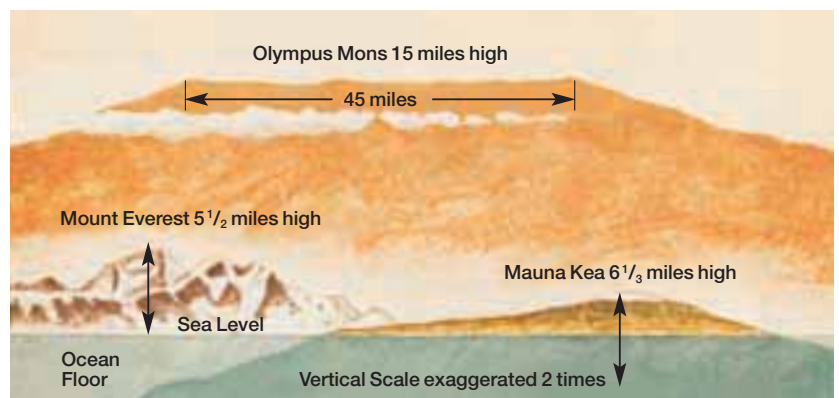 Olympus Mons 15 miles high
45 miles
Mount Everest 5 1/2 miles high
Mauna Kea 6 1/3 miles high
Sea Level
Ocean
Floor
Vertical Scale exaggerated 2 times